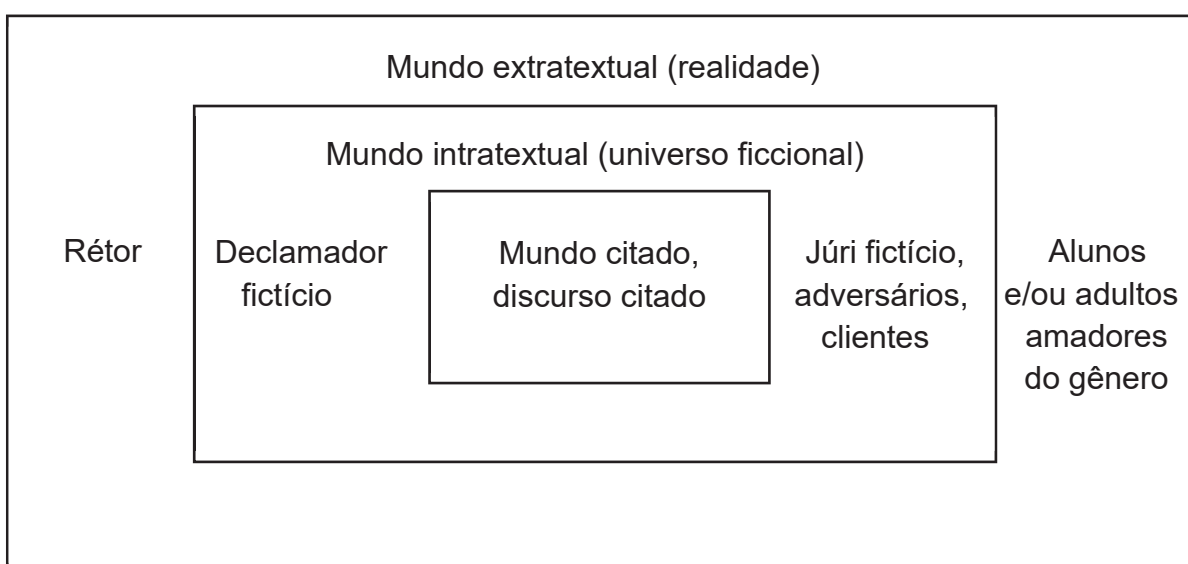 Mundo extratextual (realidade)
Mundo intratextual (universo ficcional)
Rétor
Declamador
fictício
Mundo citado,
discurso citado
Júri fictício,
adversários,
clientes
Alunos
e/ou adultos
amadores
do gênero